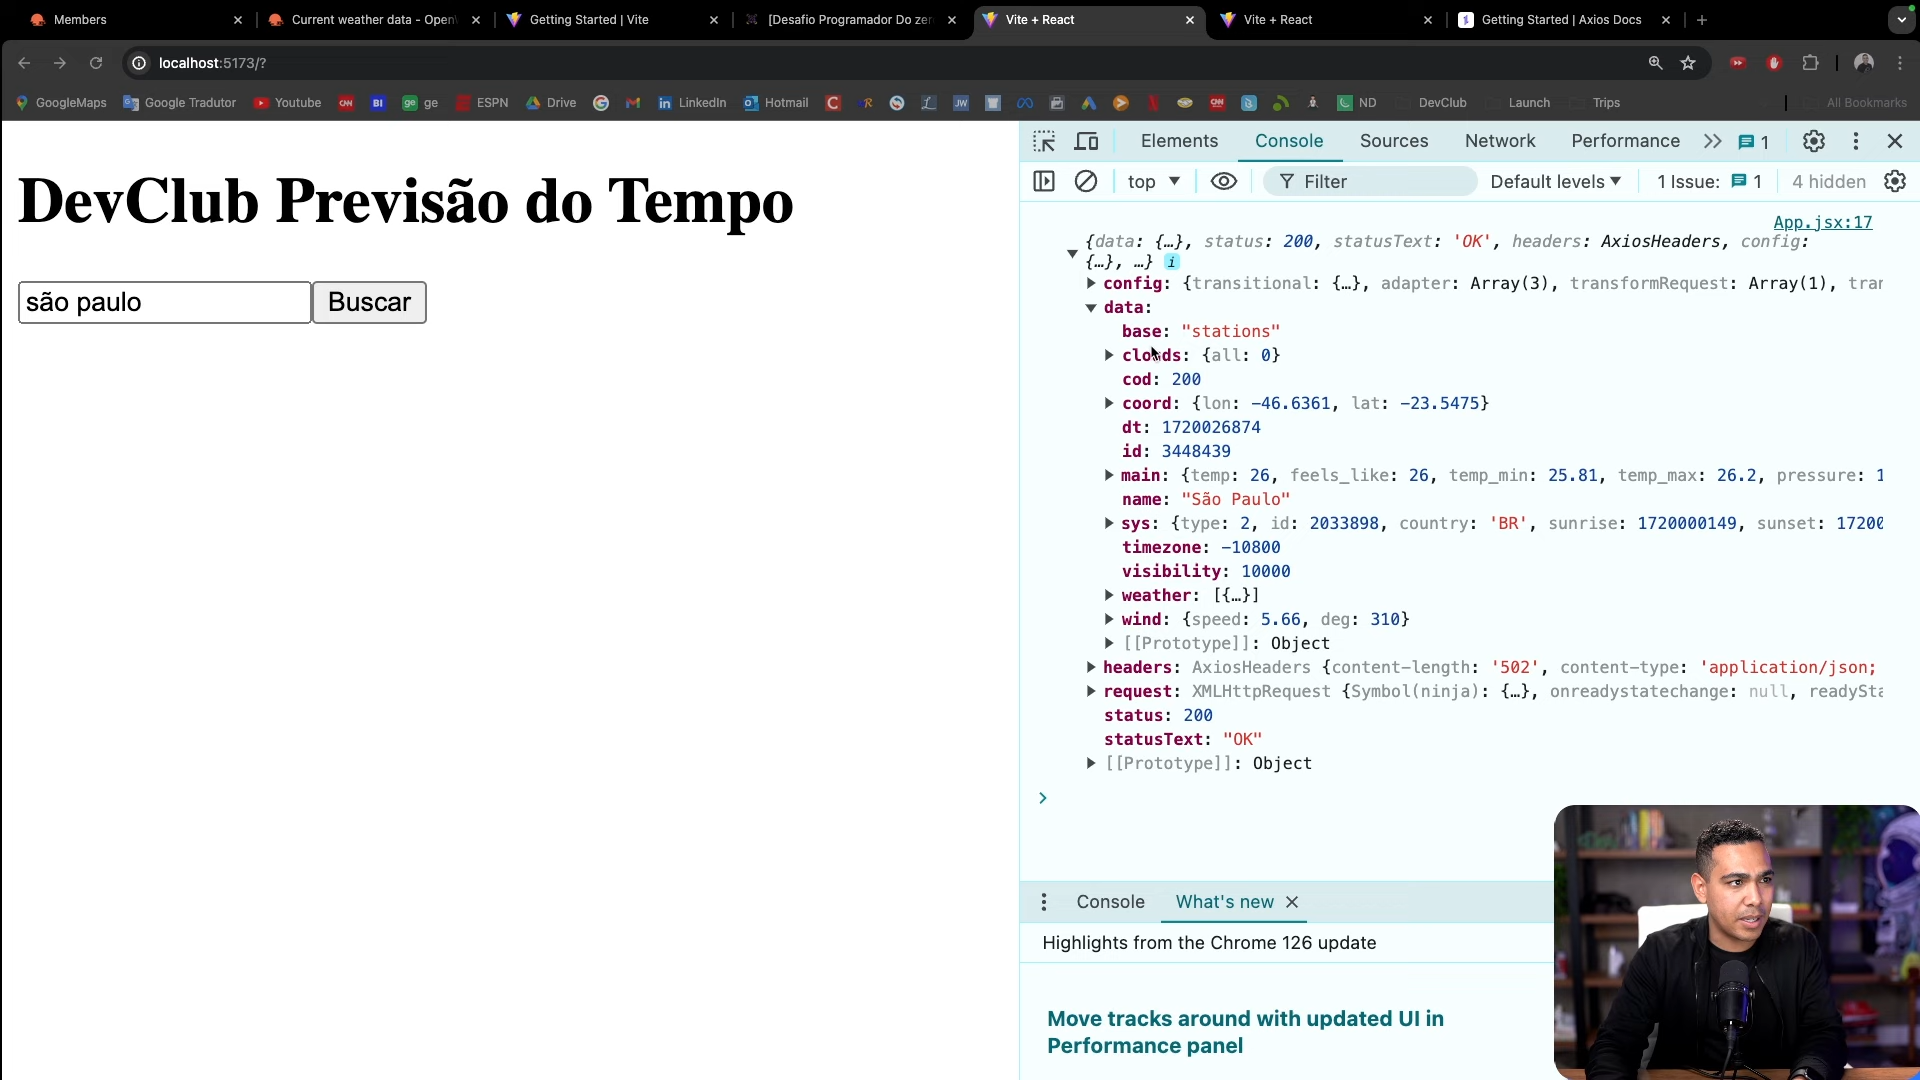 Members
Current weather data - Open
Getting Started | Vite
[Desafio Programador Do zer
Vite + React
Vite + React
Getting Started | Axios Docs
localhost:5173/?
GoogleMaps
Google Tradutor
Youtube
ge
ESPN
Drive
LinkedIn
Hotmail
ND
DevClub
Launch
Trips
All Bookmarks
DevClub Previsão do Tempo
são paulo
Buscar
Elements
Console
Sources
Network
Performance
1
top
Filter
Default levels
1 Issue: 1
4 hidden
App.jsx:17
{data: {…}, status: 200, statusText: 'OK', headers: AxiosHeaders, config:
{…}, …} i
config: {transitional: {…}, adapter: Array(3), transformRequest: Array(1), tran
data:
base: "stations"
clouds: {all: 0}
cod: 200
coord: {lon: -46.6361, lat: -23.5475}
dt: 1720026874
id: 3448439
main: {temp: 26, feels_like: 26, temp_min: 25.81, temp_max: 26.2, pressure: 1
name: "São Paulo"
sys: {type: 2, id: 2033898, country: 'BR', sunrise: 1720000149, sunset: 17200
timezone: -10800
visibility: 10000
weather: [{…}]
wind: {speed: 5.66, deg: 310}
[[Prototype]]: Object
headers: AxiosHeaders {content-length: '502', content-type: 'application/json;
request: XMLHttpRequest {Symbol(ninja): {…}, onreadystatechange: null, readySta
status: 200
statusText: "OK"
[[Prototype]]: Object
Console
What's new
Highlights from the Chrome 126 update
Move tracks around with updated UI in
Performance panel